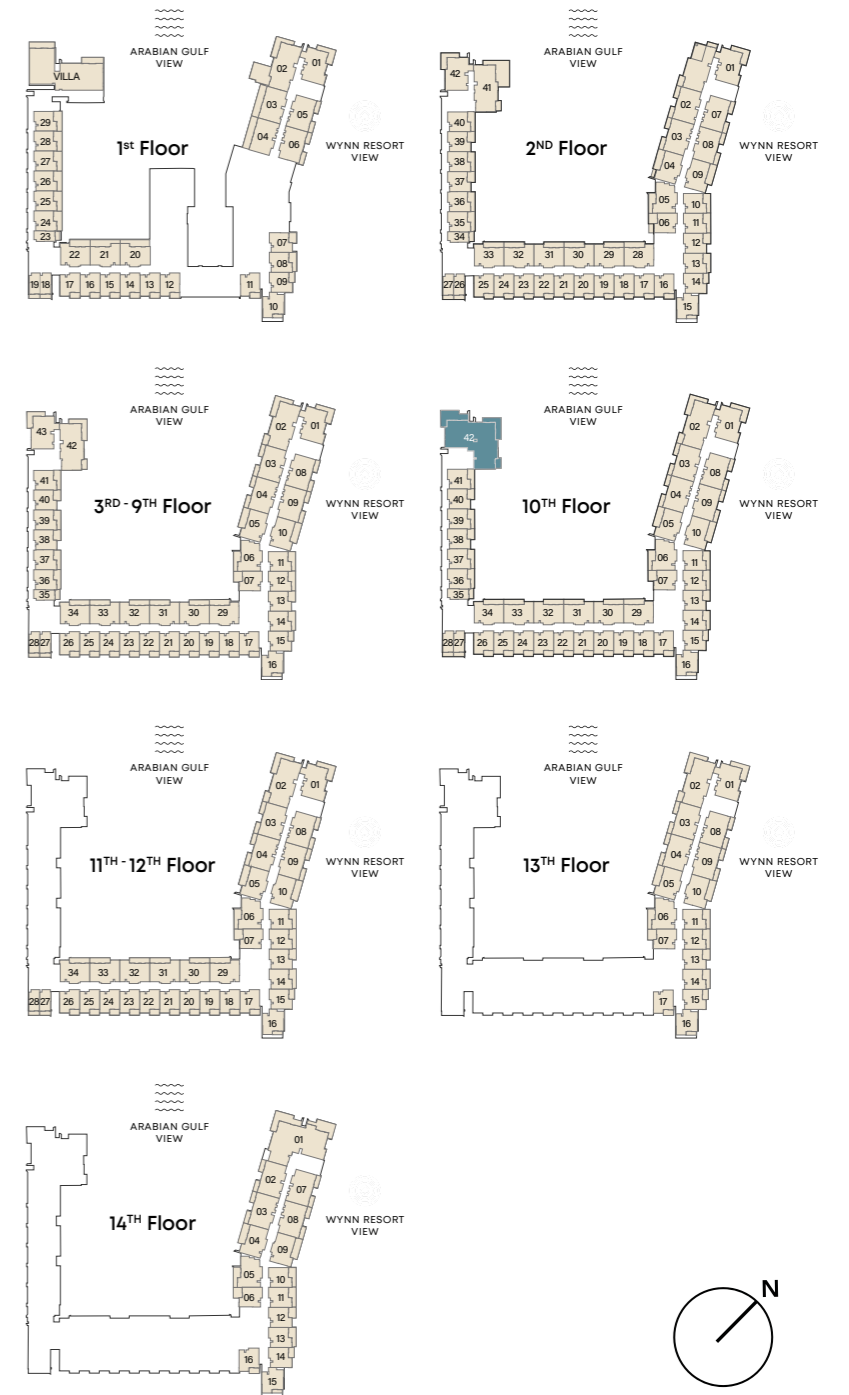 ARABIAN GULF
VIEW
VILLA
02
01
03
05
04
06
29
28
27
26
25
24
23
1st Floor
WYNN RESORT
VIEW
22 21 20
07
08
09
19 18 17 16 15 14 13 12 11
10
ARABIAN GULF
VIEW
42
41
01
02
07
03
08
04
09
40
39
38
37
36
35
34
2ND Floor
WYNN RESORT
VIEW
05
06
10
11
12
13
14
33 32 31 30 29 28
27 26 25 24 23 22 21 20 19 18 17 16
15
ARABIAN GULF
VIEW
43
42
02
01
03
08
04
09
05
10
41
40
39
38
37
36
35
3RD - 9TH Floor
WYNN RESORT
VIEW
06
07
11
12
13
14
15
34 33 32 31 30 29
28 27 26 25 24 23 22 21 20 19 18 17
16
ARABIAN GULF
VIEW
42
02
01
03
08
04
09
05
10
41
40
39
38
37
36
35
10TH Floor
WYNN RESORT
VIEW
06
07
11
12
13
14
15
34 33 32 31 30 29
28 27 26 25 24 23 22 21 20 19 18 17
16
ARABIAN GULF
VIEW
02
01
03
08
04
09
05
10
11TH - 12TH Floor
WYNN RESORT
VIEW
06
07
11
12
13
14
15
34 33 32 31 30 29
28 27 26 25 24 23 22 21 20 19 18 17
16
ARABIAN GULF
VIEW
02
01
03
08
04
09
05
10
13TH Floor
WYNN RESORT
VIEW
06
07
11
12
13
14
15
17
16
ARABIAN GULF
VIEW
01
02
07
03
08
04
09
14TH Floor
WYNN RESORT
VIEW
05
06
10
11
12
13
14
16
15
N